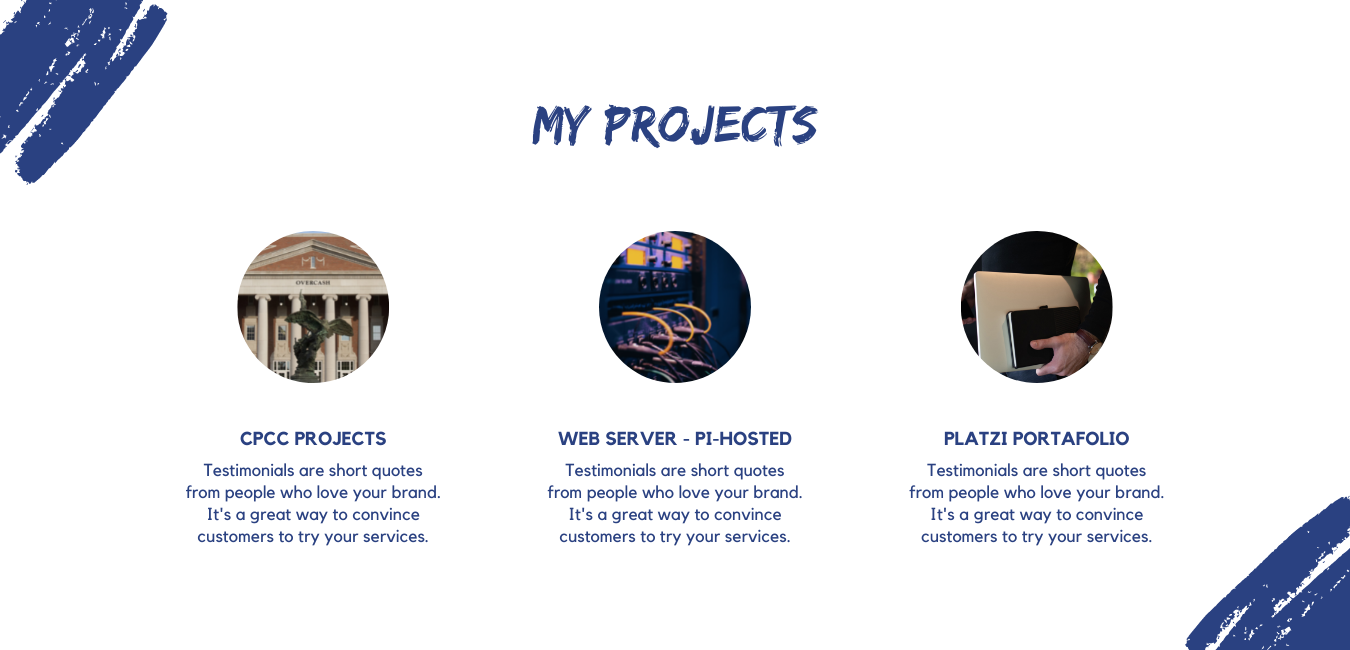 MY PROJECTS
OVERCASH
CPCC PROJECTS
Testimonials are short quotes
from people who love your brand.
It's a great way to convince
customers to try your services.
WEB SERVER - PI-HOSTED
Testimonials are short quotes
from people who love your brand.
It's a great way to convince
customers to try your services.
PLATZI PORTAFOLIO
Testimonials are short quotes
from people who love your brand.
It's a great way to convince
customers to try your services.